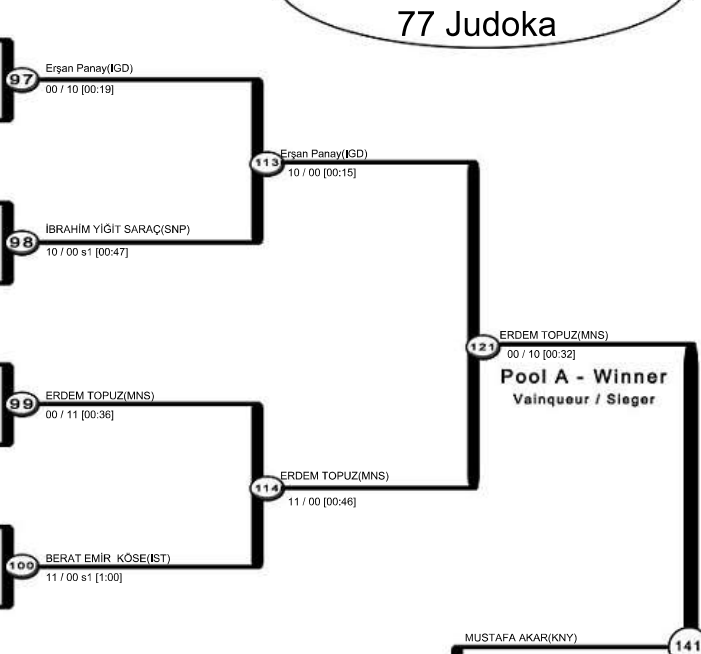 77 Judoka
97
Erşan Panay(IGD)
00 / 10 [00:19]
113
Erşan Panay(IGD)
10 / 00 [00:15]
98
İBRAHİM YİĞİT SARAÇ(SNP)
10 / 00 s1 [00:47]
121
ERDEM TOPUZ(MNS)
00 / 10 [00:32]
Pool A - Winner
Vainqueur / Sieger
99
ERDEM TOPUZ(MNS)
00 / 11 [00:36]
114
ERDEM TOPUZ(MNS)
11 / 00 [00:46]
100
BERAT EMİR  KÖSE(IST)
11 / 00 s1 [1:00]
MUSTAFA AKAR(KNY)
141